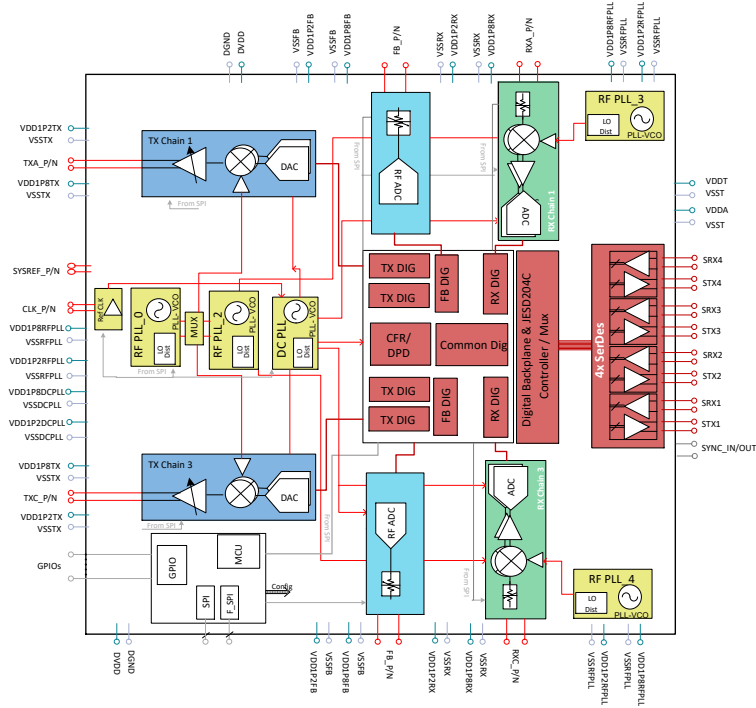 DGND
DVDD
VSSFB
VDD1P2FB
VSSFB
VDD1P8FB
FB_P/N
VSSRX
VDD1P2RX
VSSRX
VDD1P8RX
RXA_P/N
VDD1P8RFPLL
VSSRFPLL
VDD1P2RFPLL
VSSRFPLL
VDD1P2TX
VSSTX
TXA_P/N
VDD1P8TX
VSSTX
SYSREF_P/N
CLK_P/N
VDD1P8RFPLL
VSSRFPLL
VDD1P2RFPLL
VSSRFPLL
VDD1P8DCPLL
VSSDCPLL
VDD1P2DCPLL
VSSDCPLL
VDD1P8TX
VSSTX
TXC_P/N
VDD1P2TX
VSSTX
GPIOs
TX Chain 1
DAC
From SPI
RF ADC
From SPI
RX Chain 1
ADC
From SPI
RF PLL_3
LO
Dist
PLL-VCO
VDDT
VSST
VDDA
VSST
Ref CLK
RF PLL_0
PLL-VCO
LO
Dist
From SPI
MUX
RF PLL_2
PLL-VCO
LO
Dist
DC PLL
PLL- VCO
LO
Dist
TX DIG
TX DIG
FB DIG
RX DIG
CFR/
DPD
Common Dig
TX DIG
TX DIG
FB DIG
RX DIG
Digital Backplane & JESD204C
Controller / Mux
4x SerDes
SRX4
STX4
SRX3
STX3
SRX2
STX2
SRX1
STX1
SYNC_IN/OUT
TX Chain 3
DAC
From SPI
RF ADC
From SPI
RX Chain 3
ADC
From SPI
RF PLL_4
LO
Dist
PLL-VCO
GPIO
MCU
SPI
F_SPI
Config
DVDD
DGND
VDD1P2FB
VSSFB
VDD1P8FB
VSSFB
FB_P/N
VDD1P2RX
VSSRX
VDD1P8RX
VSSRX
RXC_P/N
VSSRFPLL
VDD1P2RFPLL
VSSRFPLL
VDD1P8RFPLL